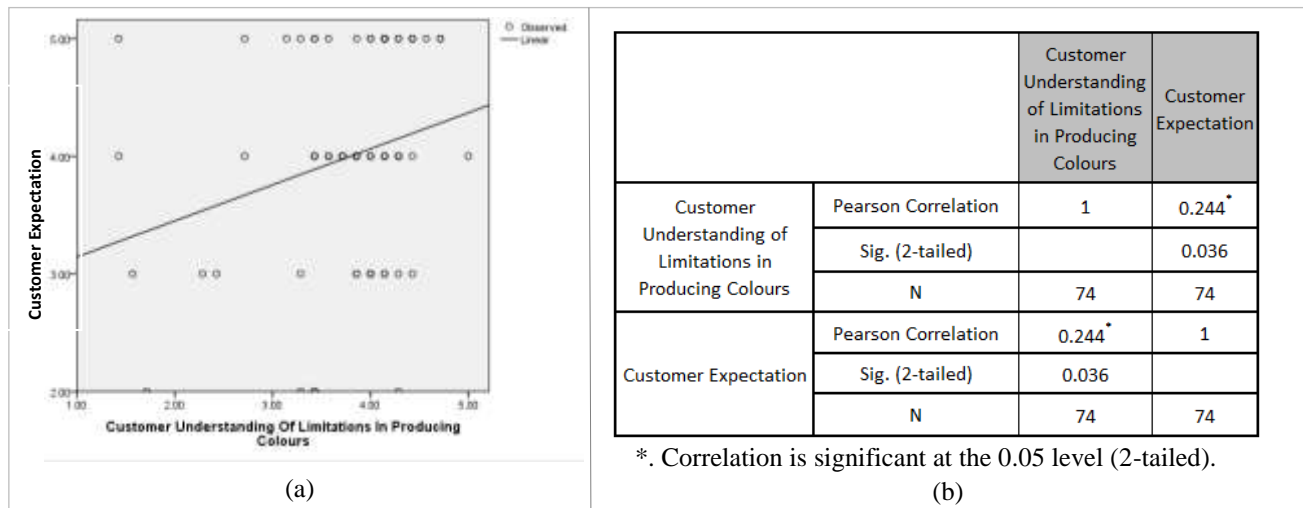 5.00
4.00
3.00
2.00
1.00
2.00
3.00
4.00
5.00
Customer Expectation
Customer Understanding Of Limitations In Producing
Colours
Observed
Linear
(a)
Customer
Understanding
of Limitations
in Producing
Colours
Customer
Expectation
Customer
Understanding of
Limitations in
Producing Colours
Pearson Correlation
1
0.244*
Sig. (2-tailed)
0.036
N
74
74
Customer Expectation
Pearson Correlation
0.244*
1
Sig. (2-tailed)
0.036
N
74
74
*. Correlation is significant at the 0.05 level (2-tailed).
(b)